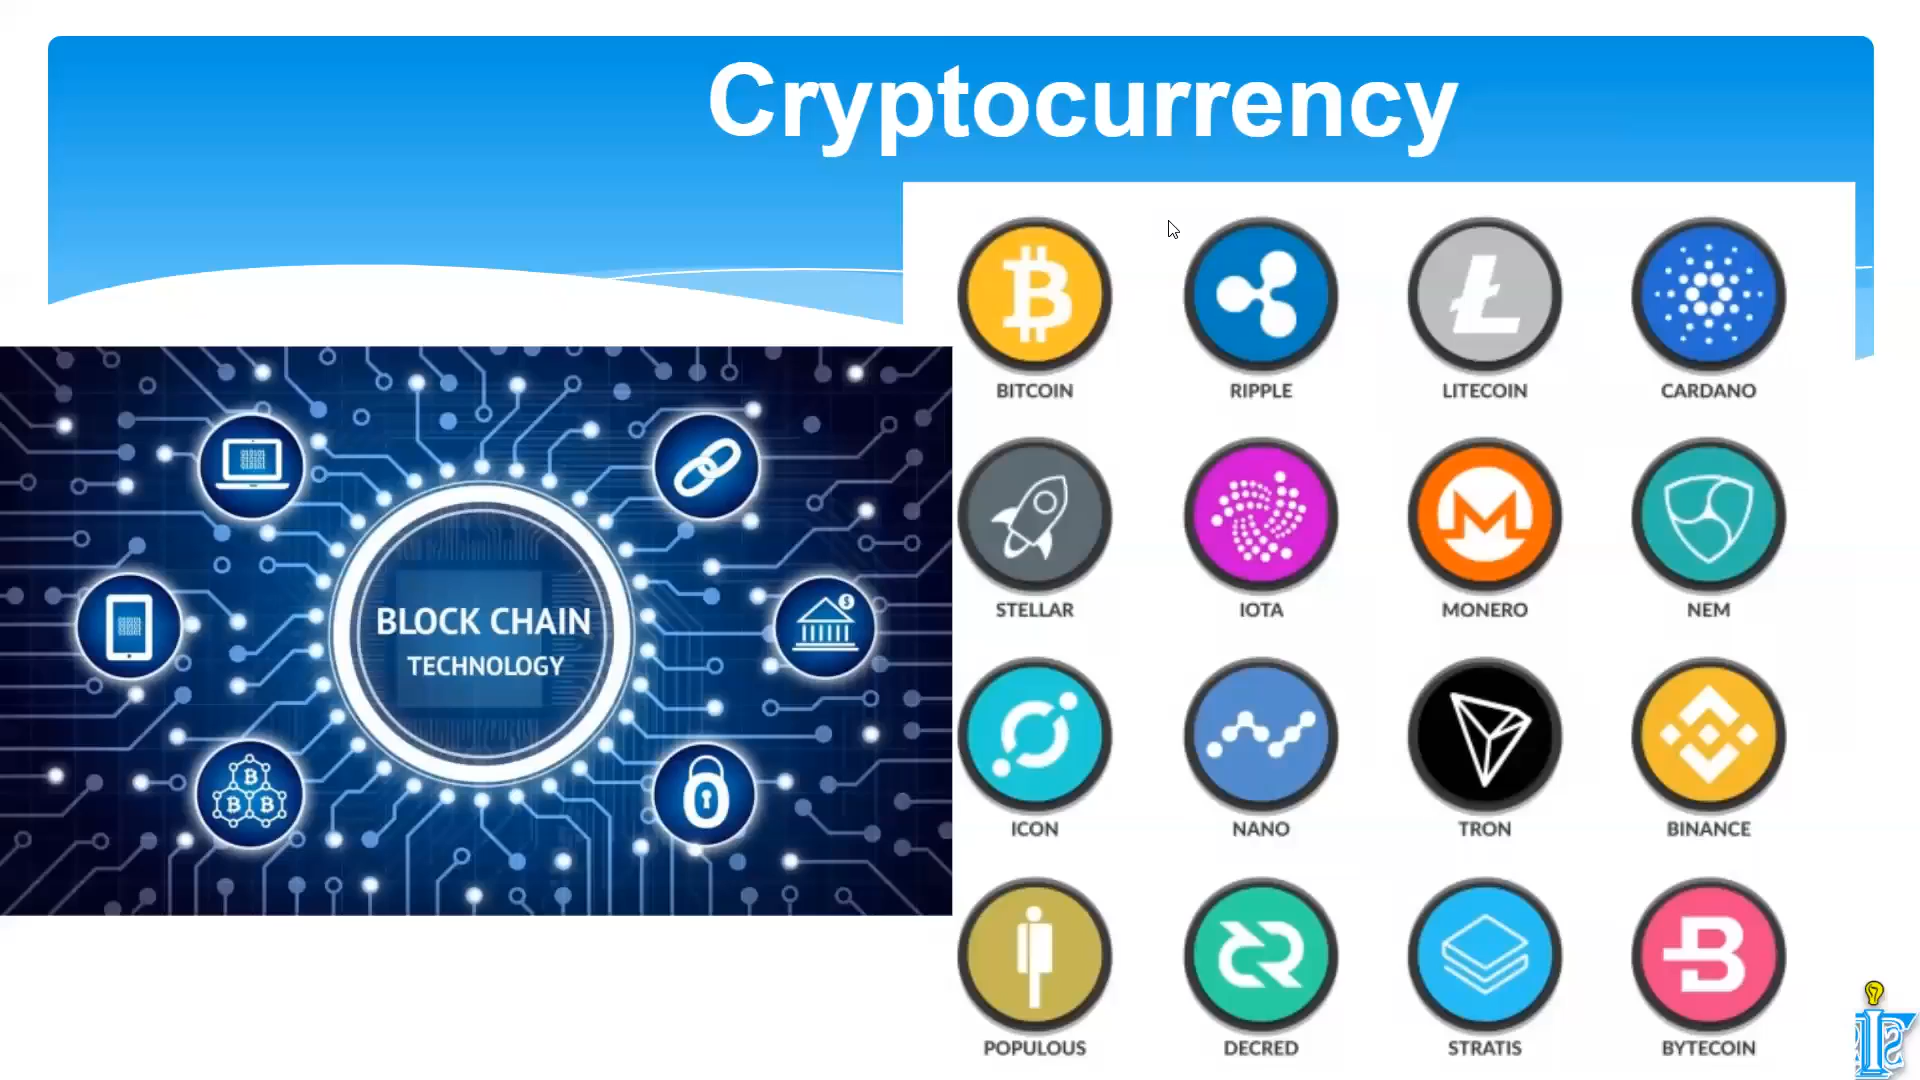 Cryptocurrency
BITCOIN
RIPPLE
LITECOIN
CARDANO
STELLAR
IOTA
MONERO
NEM
BLOCK CHAIN
TECHNOLOGY
ICON
NANO
TRON
BINANCE
POPULOUS
DECRED
STRATIS
BYTECOIN